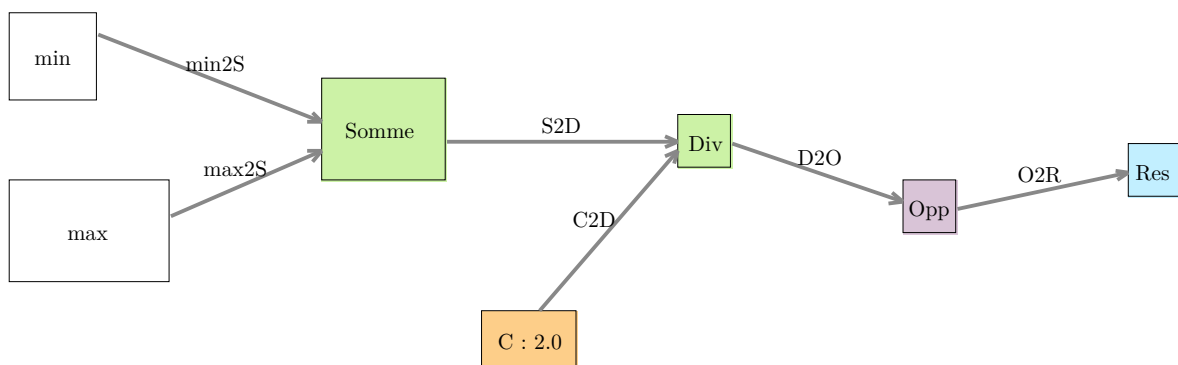 min
min2S
Somme
max2S
max
S2D
Div
C2D
C : 2.0
D2O
Opp
O2R
Res